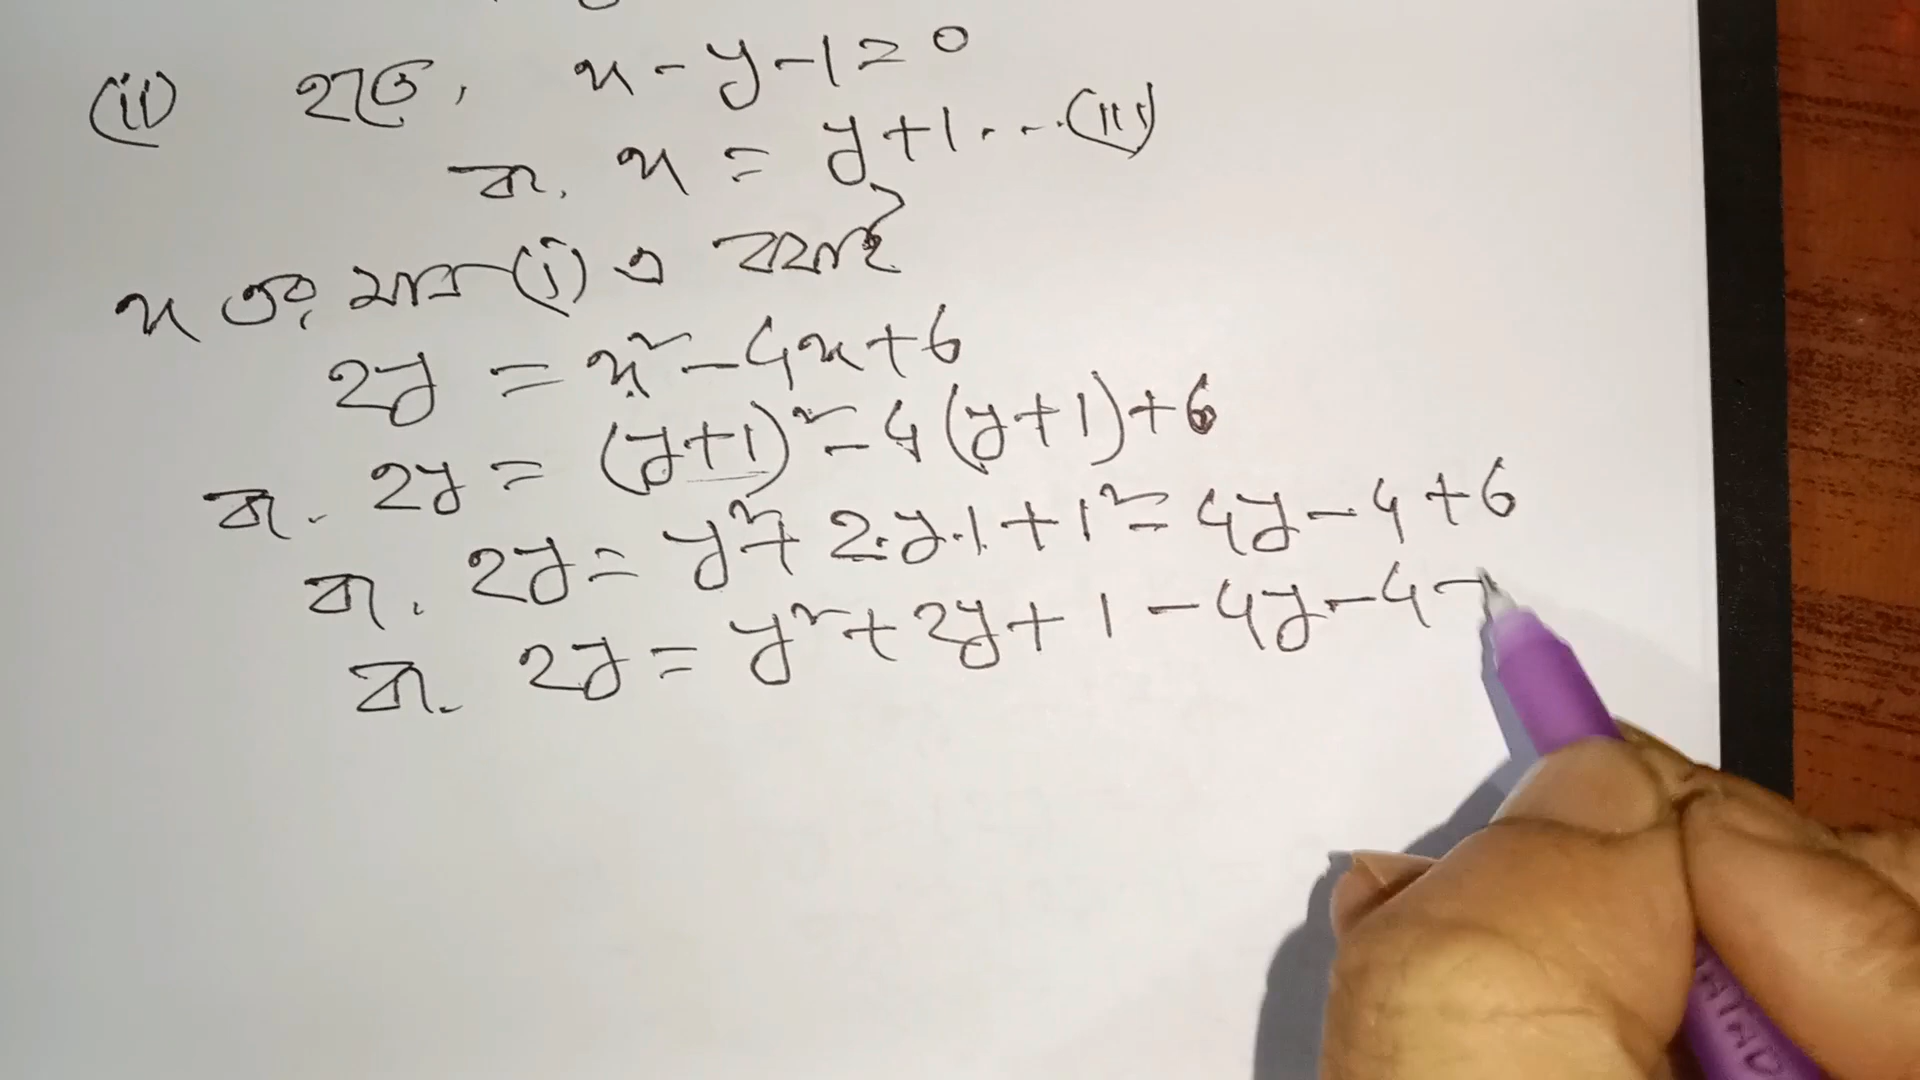 (ii) হতে, x - y - 1 = 0
বা, x = y + 1 ... (iii)
x এর মান (i) এ বসাই
2y = x² - 4x + 6
বা, 2y = (y+1)² - 4(y+1) + 6
বা, 2y = y² + 2.y.1 + 1² - 4y - 4 + 6
বা, 2y = y² + 2y + 1 - 4y - 4